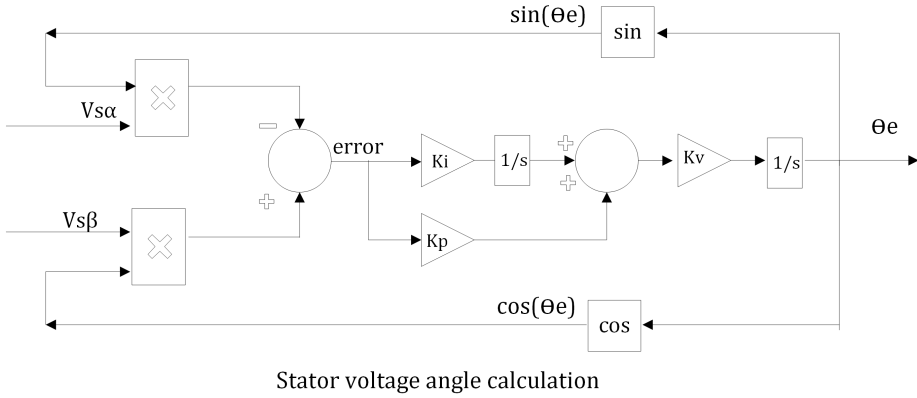 sin(ϴe)
sin
Vsα
error
Ki
1/s
Kv
1/s
ϴe
Vsβ
Kp
cos(ϴe)
cos
Stator voltage angle calculation